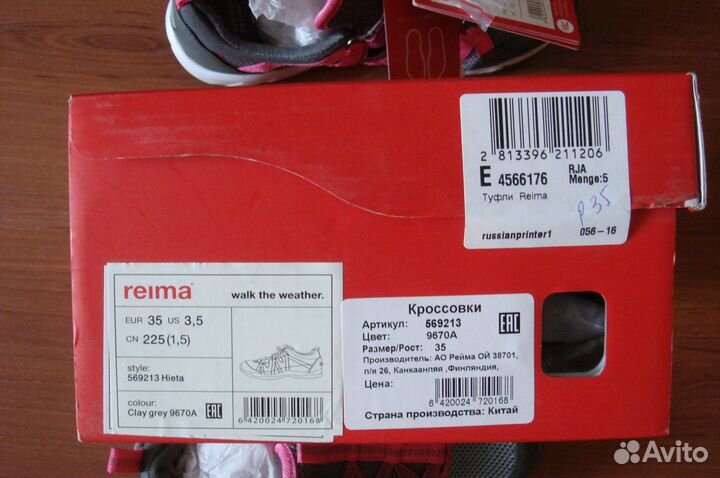 2 813396 211206
E 4566176
RJA
Menge:5
Туфли Reima
р 35
russianprinter1 056-16
reima®
walk the weather.
EUR 35 US 3,5
CN 225(1,5)
style:
569213 Hieta
colour:
Clay grey 9670A
EAC
6 420024 720168
Кроссовки
Артикул: 569213
Цвет: 9670A
Размер/Рост: 35
EAC
Производитель: АО Рейма ОЙ 38701,
п/я 26, Канкаанпяя ,Финляндия,
Цена:
6 420024 720168
Страна производства: Китай
Avito